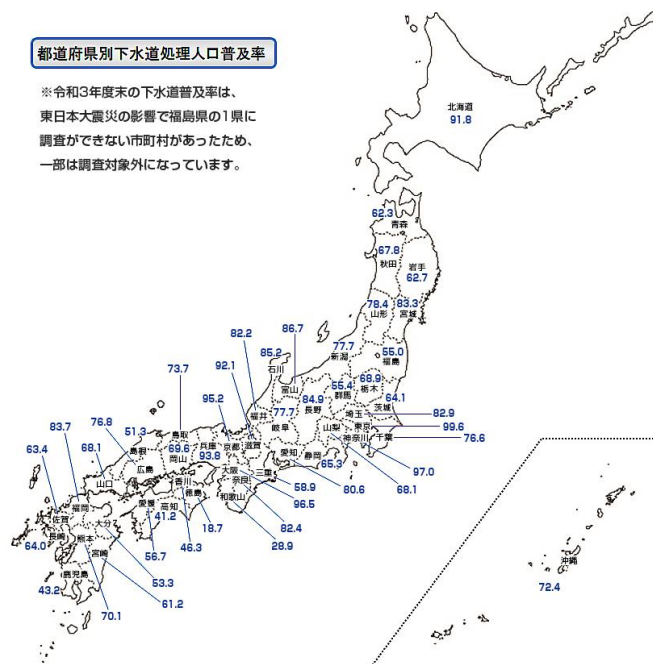 都道府県別下水道処理人口普及率
※令和3年度末の下水道普及率は、
東日本大震災の影響で福島県の1県に
調査ができない市町村があったため、
一部は調査対象外になっています。
北海道
91.8
62.3
青森
67.8
秋田
岩手
62.7
78.4
山形
83.3
宮城
55.0
福島
77.7
新潟
86.7
富山
85.2
石川
82.2
福井
68.9
栃木
55.4
群馬
64.1
茨城
埼玉
82.9
東京
99.6
千葉
76.6
神奈川
97.0
山梨
68.1
84.9
長野
77.7
岐阜
静岡
65.3
愛知
80.6
三重
58.9
92.1
滋賀
95.2
京都
大阪
96.5
兵庫
93.8
奈良
82.4
和歌山
28.9
73.7
鳥取
51.3
島根
69.6
岡山
76.8
広島
68.1
山口
徳島
18.7
香川
46.3
愛媛
56.7
高知
41.2
83.7
福岡
63.4
佐賀
長崎
64.0
熊本
70.1
大分
53.3
宮崎
61.2
鹿児島
43.2
沖縄
72.4